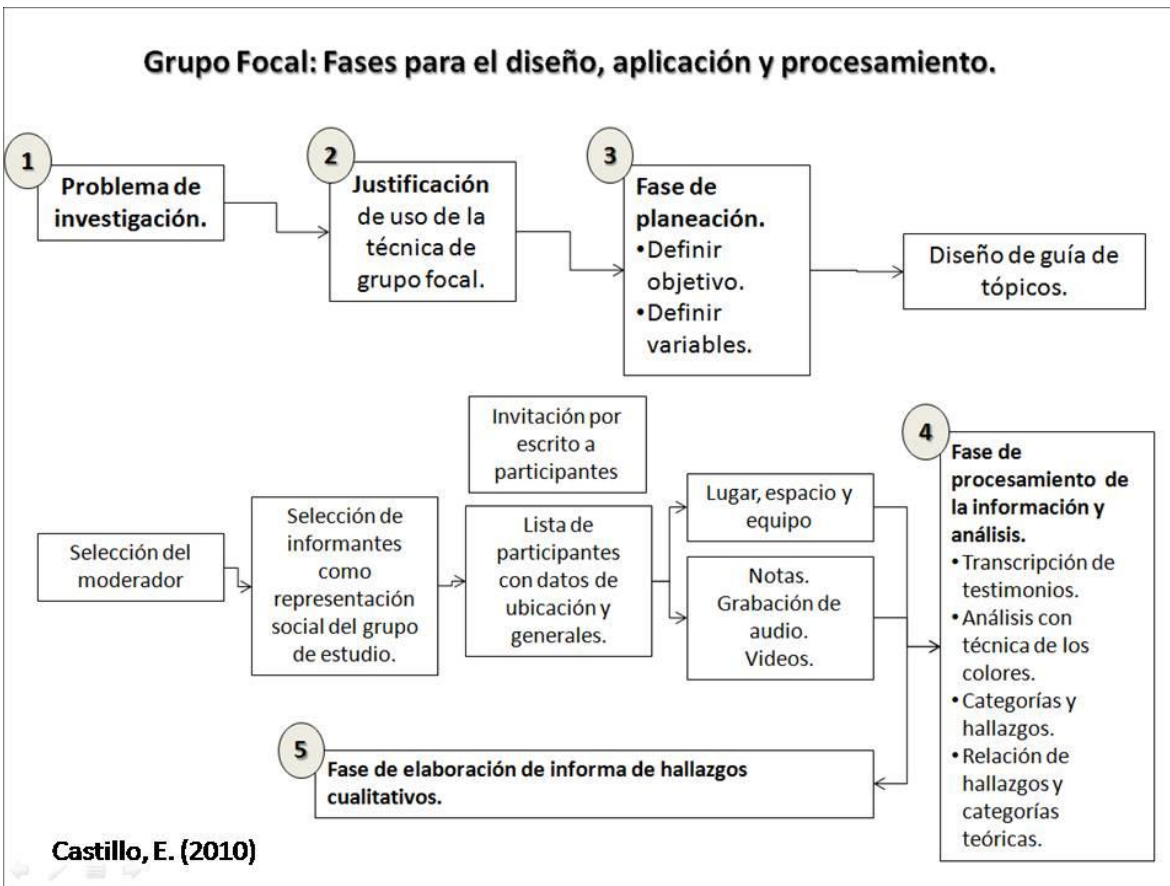 Grupo Focal: Fases para el diseño, aplicación y procesamiento.
1
Problema de
investigación.
2
Justificación
de uso de la
técnica de
grupo focal.
3
Fase de
planeación.
•Definir
objetivo.
•Definir
variables.
Diseño de guía de
tópicos.
Selección del
moderador
Selección de
informantes
como
representación
social del grupo
de estudio.
Invitación por
escrito a
participantes
Lista de
participantes
con datos de
ubicación y
generales.
Lugar, espacio y
equipo
Notas.
Grabación de
audio.
Videos.
4
Fase de
procesamiento de
la información y
análisis.
• Transcripción de
testimonios.
• Análisis con
técnica de los
colores.
• Categorías y
hallazgos.
• Relación de
hallazgos y
categorías
teóricas.
5
Fase de elaboración de informa de hallazgos
cualitativos.
Castillo, E. (2010)